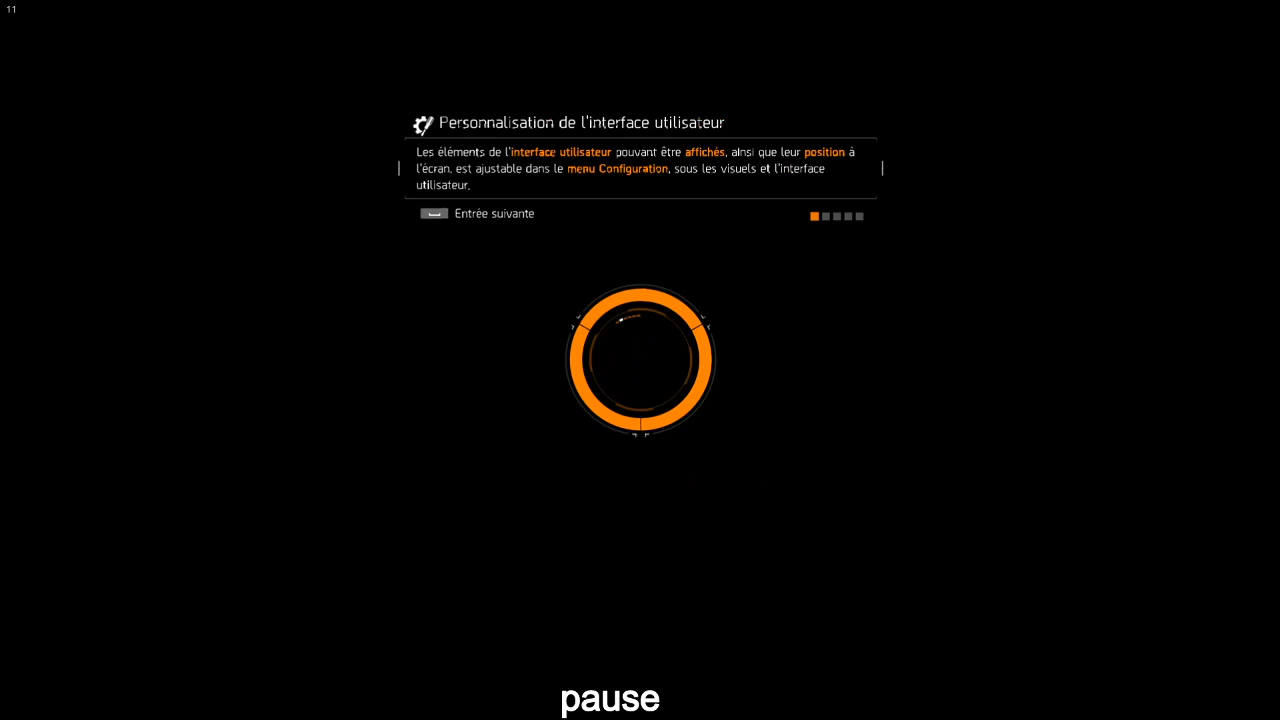 11
Personnalisation de l'interface utilisateur
Les éléments de l'interface utilisateur pouvant être affichés, ainsi que leur position à
l'écran, est ajustable dans le menu Configuration, sous les visuels et l'interface
utilisateur.
Entrée suivante
pause